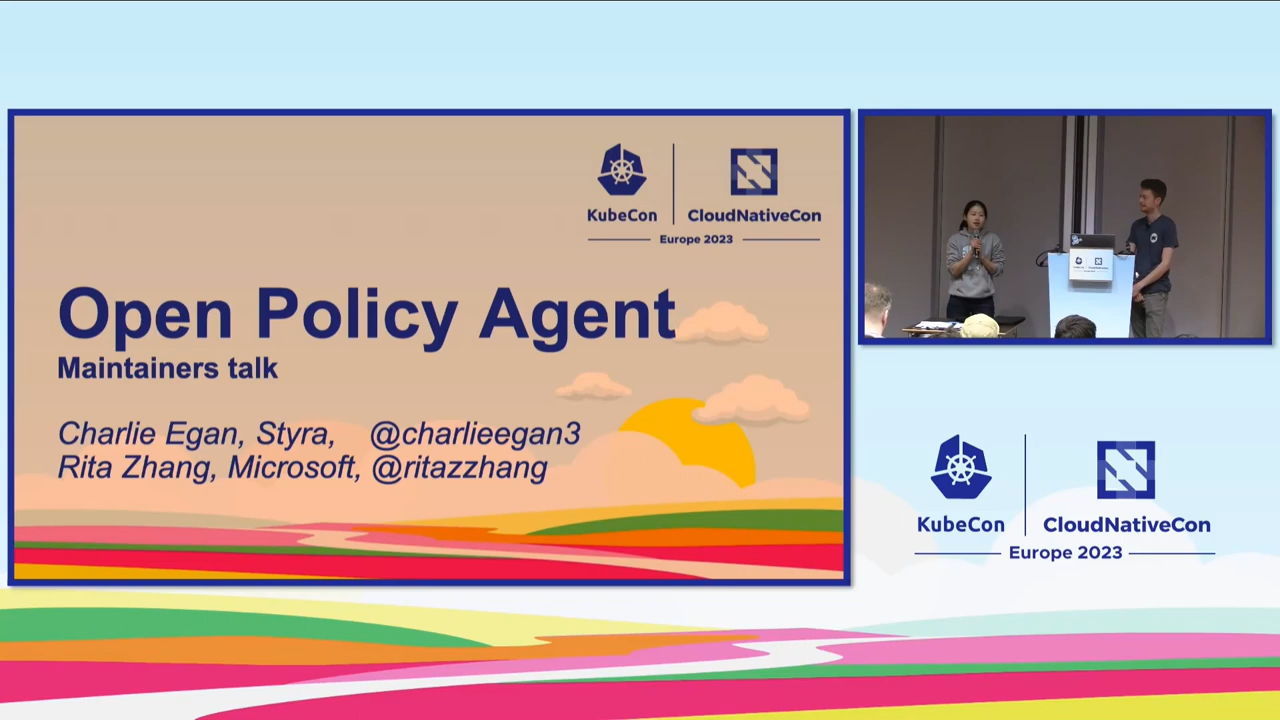 KubeCon
CloudNativeCon
Europe 2023
Open Policy Agent
Maintainers talk
Charlie Egan, Styra, @charlieegan3
Rita Zhang, Microsoft, @ritazzhang
KubeCon
CloudNativeCon
Europe 2023